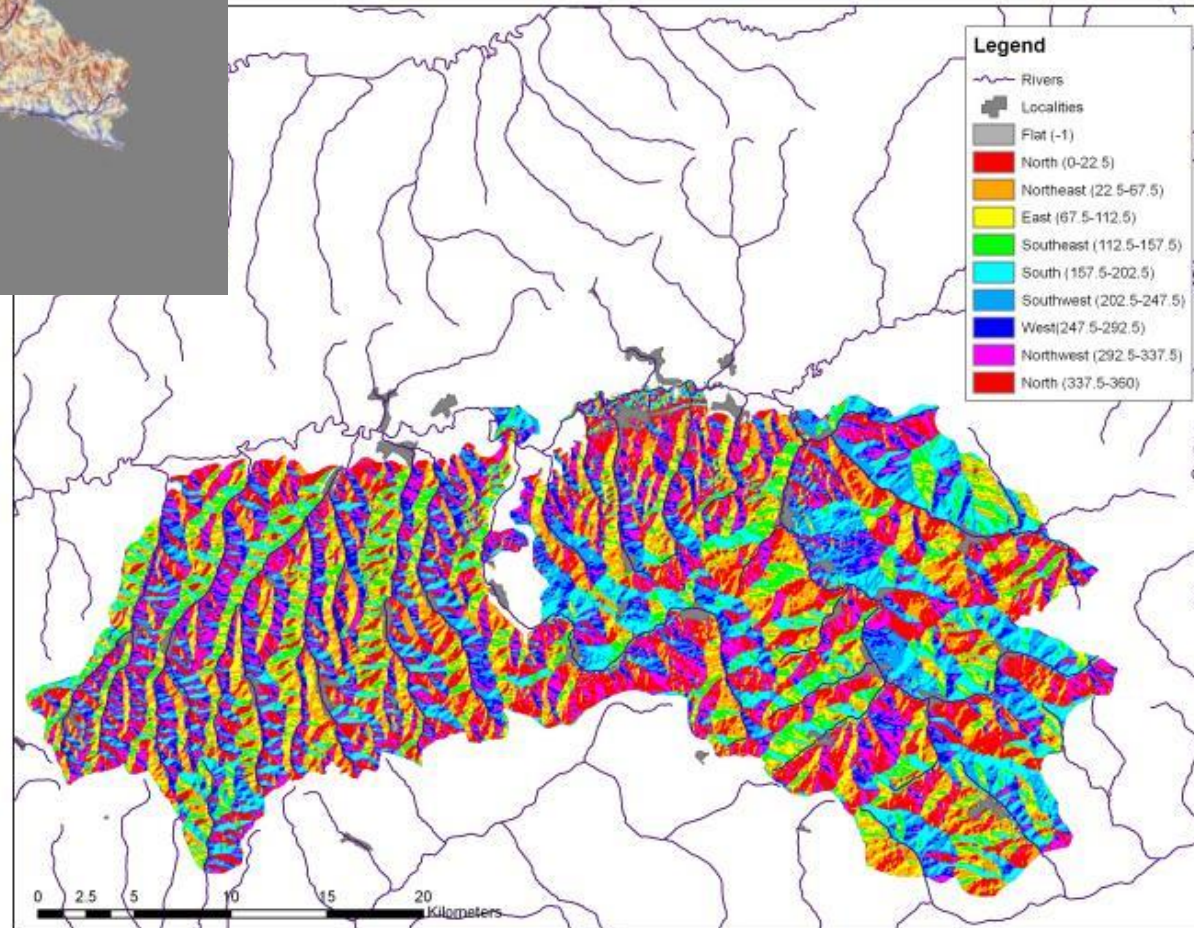 Legend
Rivers
Localities
Flat (-1)
North (0-22.5)
Northeast (22.5-67.5)
East (67.5-112.5)
Southeast (112.5-157.5)
South (157.5-202.5)
Southwest (202.5-247.5)
West(247.5-292.5)
Northwest (292.5-337.5)
North (337.5-360)
0 2.5 5 10 15 20
Kilometers